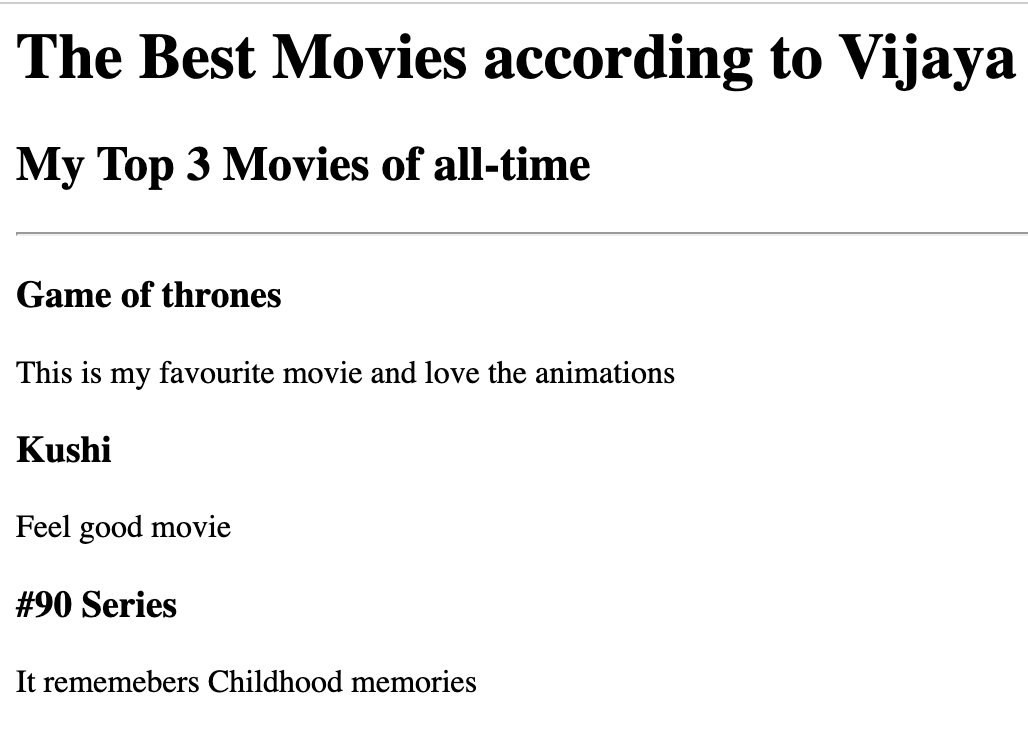 The Best Movies according to Vijaya
My Top 3 Movies of all-time
Game of thrones
This is my favourite movie and love the animations
Kushi
Feel good movie
#90 Series
It rememebers Childhood memories